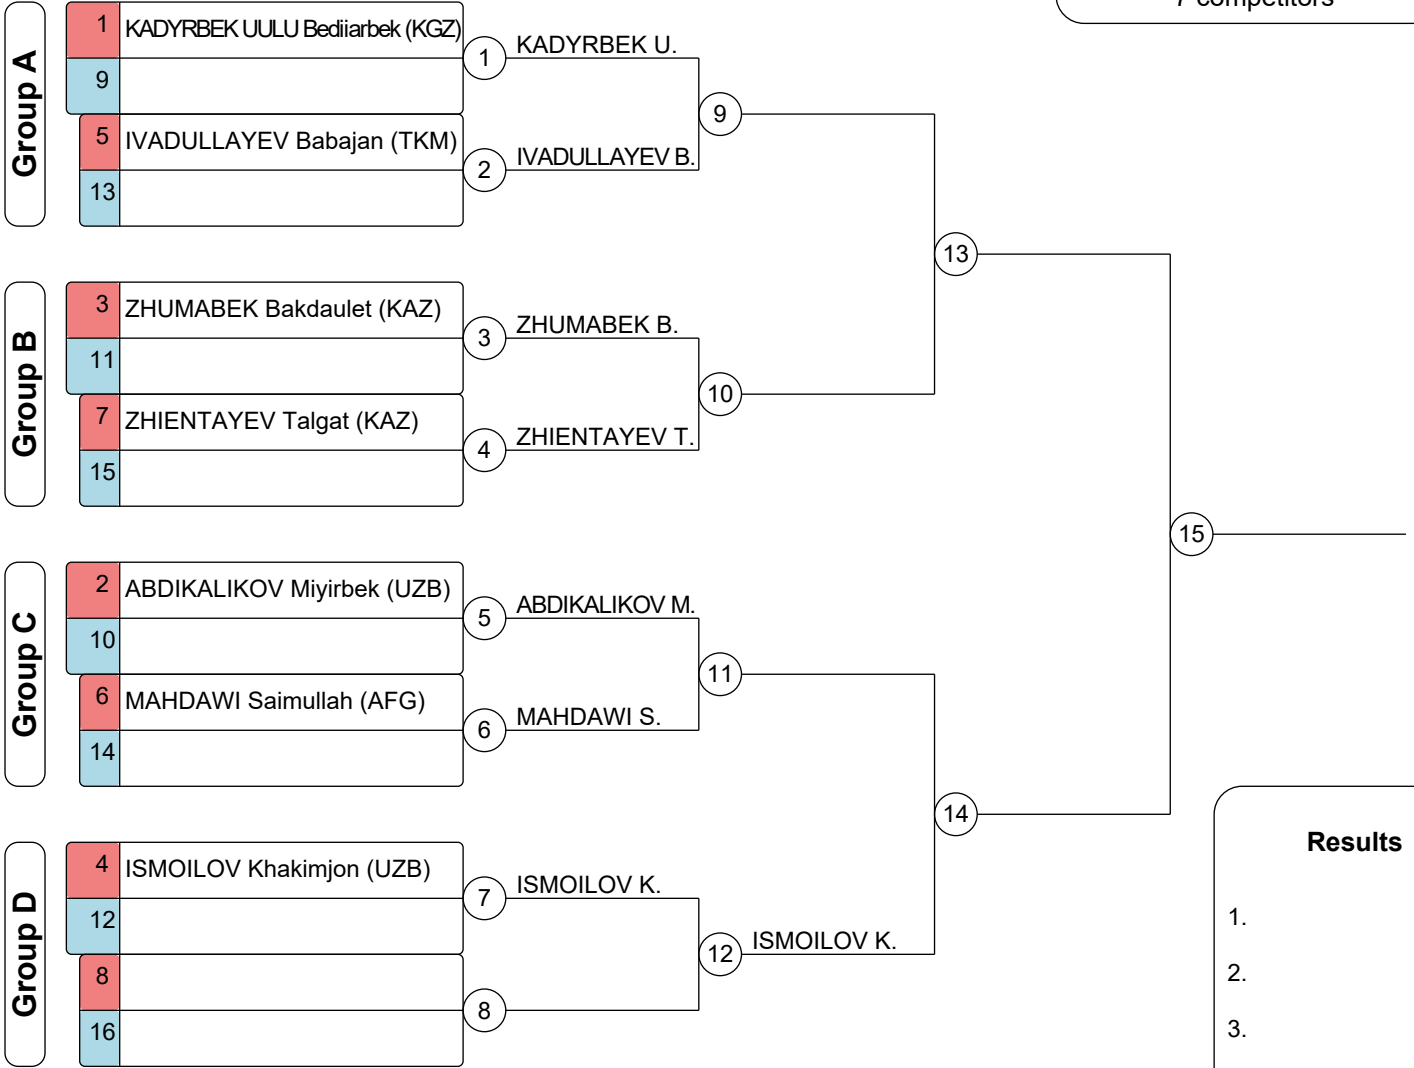 7 competitors
Group A
1 KADYRBEK UULU Bediiarbek (KGZ)
9
5 IVADULLAYEV Babajan (TKM)
13
1 KADYRBEK U.
2 IVADULLAYEV B.
9
Group B
3 ZHUMABEK Bakdaulet (KAZ)
11
7 ZHIENTAYEV Talgat (KAZ)
15
3 ZHUMABEK B.
4 ZHIENTAYEV T.
10
13
Group C
2 ABDIKALIKOV Miyirbek (UZB)
10
6 MAHDAWI Saimullah (AFG)
14
5 ABDIKALIKOV M.
6 MAHDAWI S.
11
Group D
4 ISMOILOV Khakimjon (UZB)
12
8
16
7 ISMOILOV K.
8
12 ISMOILOV K.
14
15
Results
1.
2.
3.